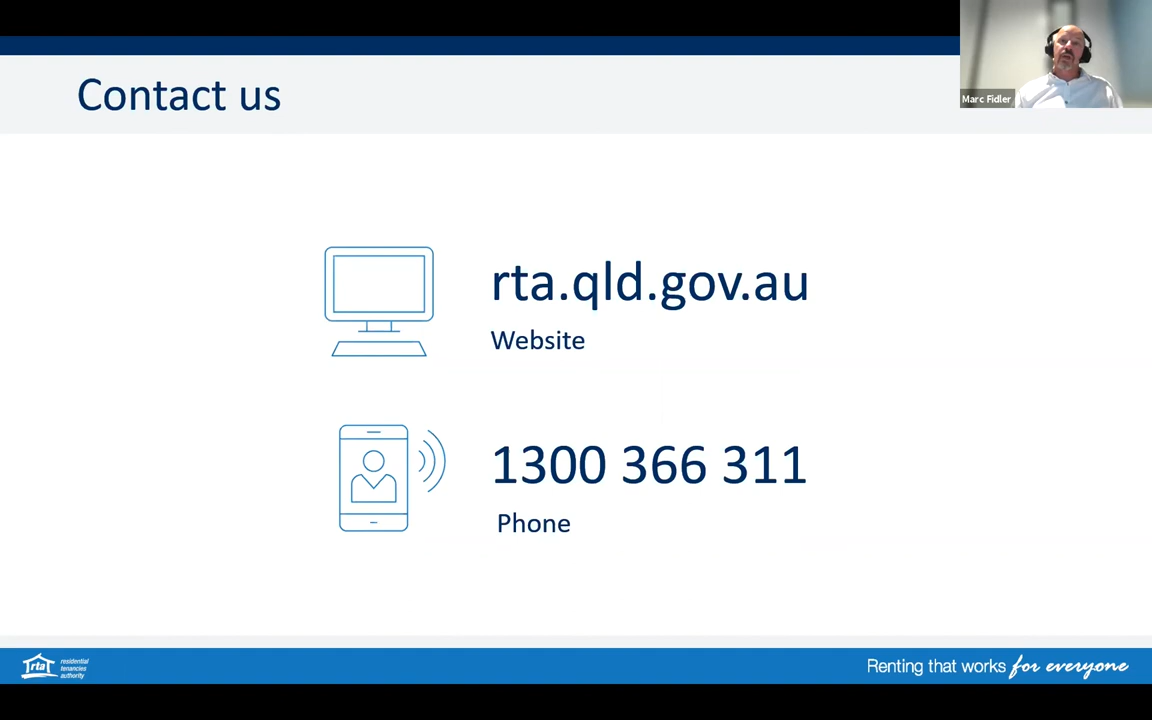 Contact us
Marc Fidler
rta.qld.gov.au
Website
1300 366 311
Phone
rta
residential
tenancies
authority
Renting that works for everyone